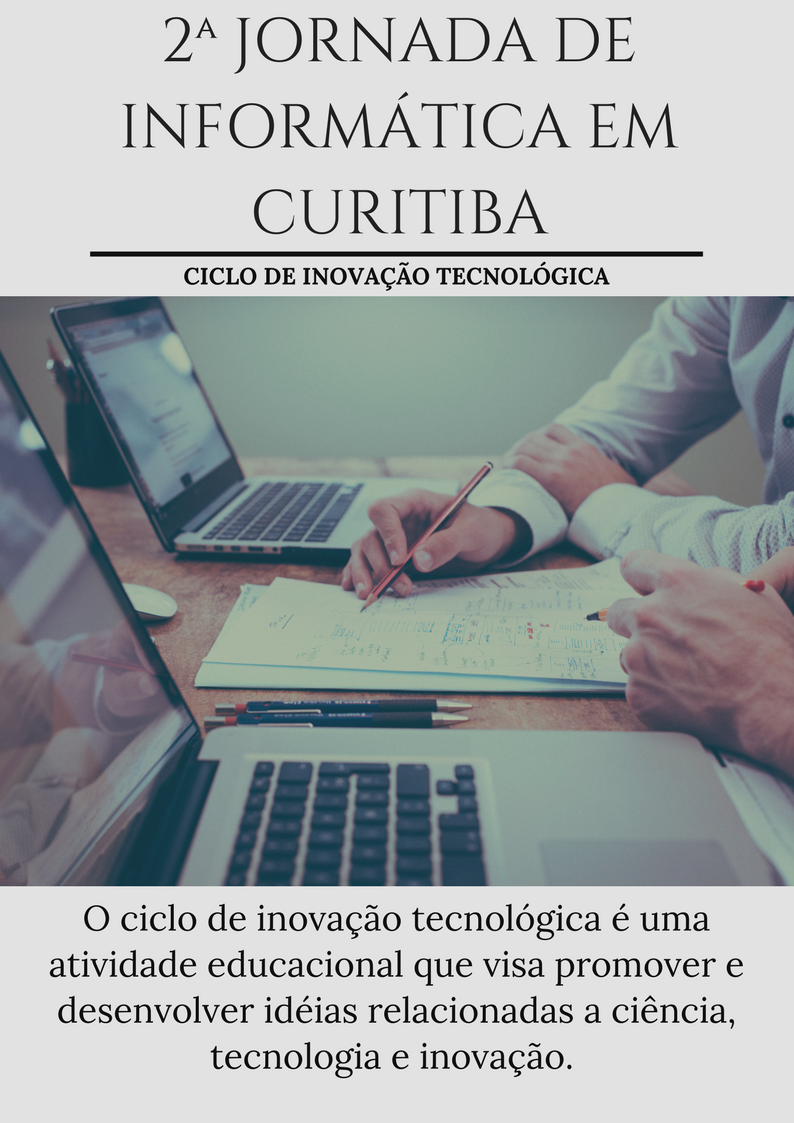 2ª JORNADA DE
INFORMÁTICA EM
CURITIBA
CICLO DE INOVAÇÃO TECNOLÓGICA
O ciclo de inovação tecnológica é uma
atividade educacional que visa promover e
desenvolver idéias relacionadas a ciência,
tecnologia e inovação.